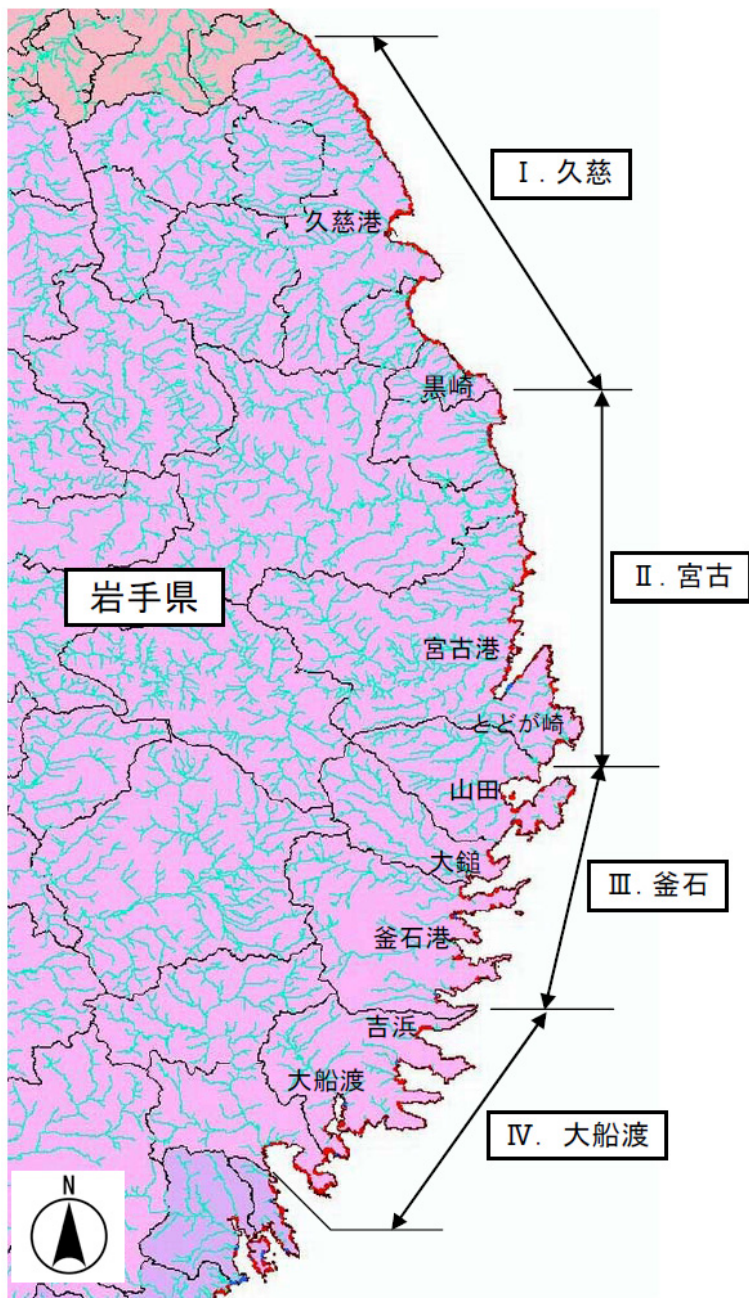 Ⅰ. 久慈
久慈港
黒崎
Ⅱ. 宮古
岩手県
宮古港
とどが崎
山田
大鎚
Ⅲ. 釜石
釜石港
吉浜
大船渡
Ⅳ. 大船渡
N